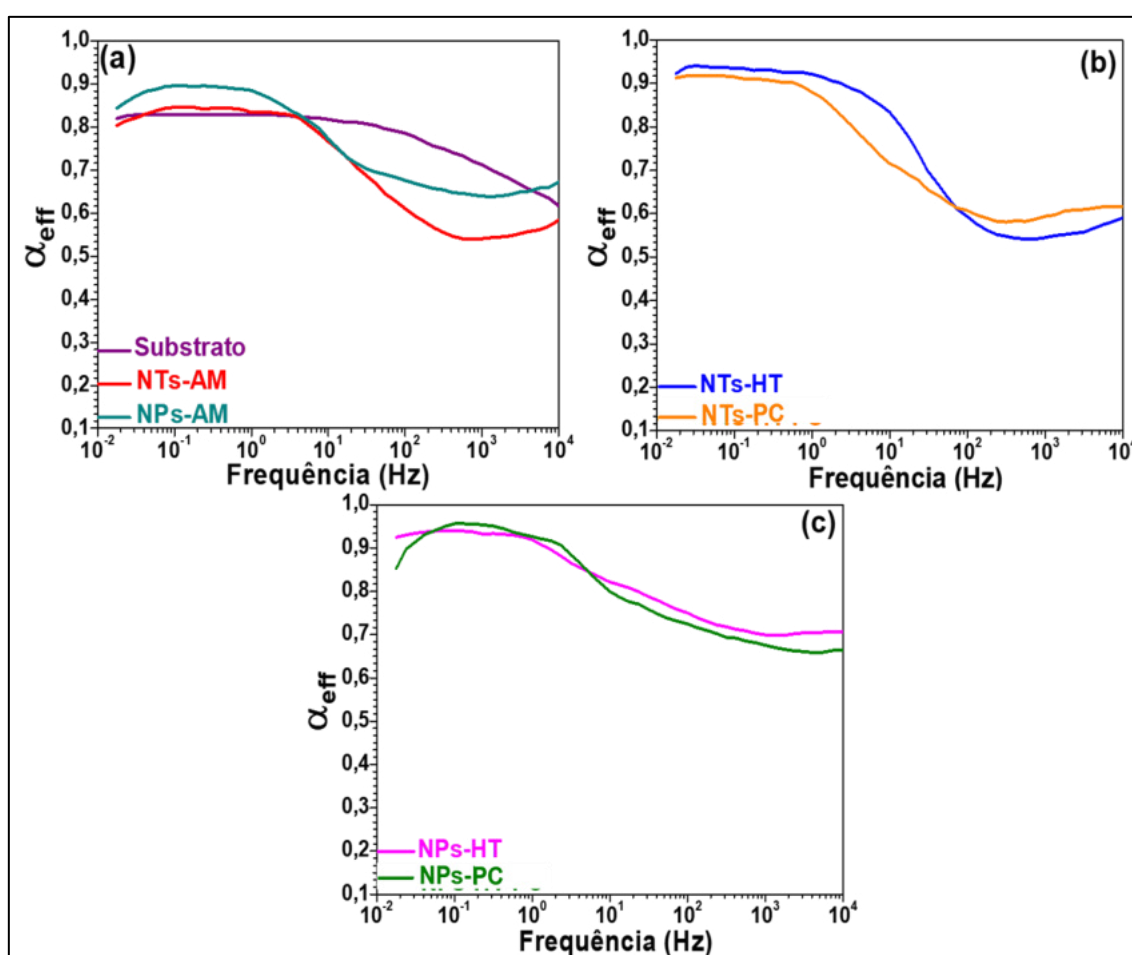 (a)
1,0
0,9
0,8
0,7
0,6
0,5
0,4
0,3
0,2
0,1
αeff
Substrato
NTs-AM
NPs-AM
10-2 10-1 100 101 102 103 104
Frequência (Hz)
(b)
1,0
0,9
0,8
0,7
0,6
0,5
0,4
0,3
0,2
0,1
αeff
NTs-HT
NTs-PC
10-2 10-1 100 101 102 103 104
Frequência (Hz)
(c)
1,0
0,9
0,8
0,7
0,6
0,5
0,4
0,3
0,2
0,1
αeff
NPs-HT
NPs-PC
10-2 10-1 100 101 102 103 104
Frequência (Hz)